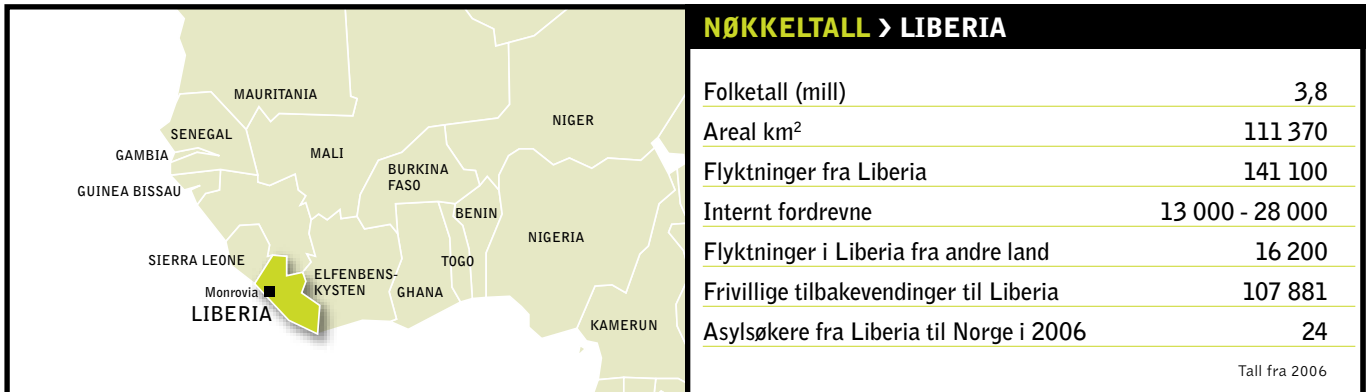 MAURITANIA
NIGER
SENEGAL
MALI
GAMBIA
BURKINA
FASO
GUINEA BISSAU
BENIN
NIGERIA
SIERRA LEONE
TOGO
ELFENBENS-
KYSTEN
GHANA
Monrovia
LIBERIA
KAMERUN
NØKKELTALL › LIBERIA
Folketall (mill) 3,8
Areal km² 111 370
Flyktninger fra Liberia 141 100
Internt fordrevne 13 000 - 28 000
Flyktninger i Liberia fra andre land 16 200
Frivillige tilbakevendinger til Liberia 107 881
Asylsøkere fra Liberia til Norge i 2006 24
Tall fra 2006